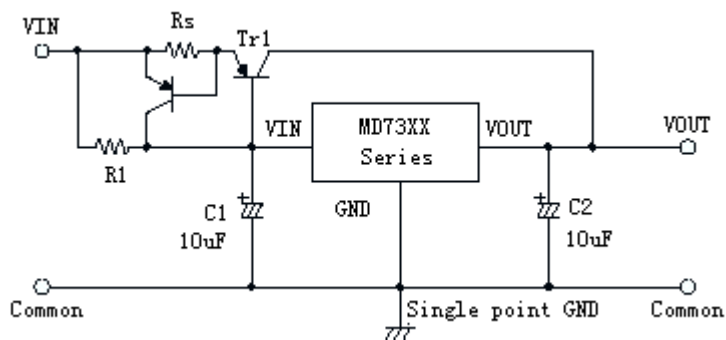 VIN
Rs
Tr1
VIN
MD73XX
Series
VOUT
VOUT
R1
C1
10uF
GND
C2
10uF
Common
Single point GND
Common